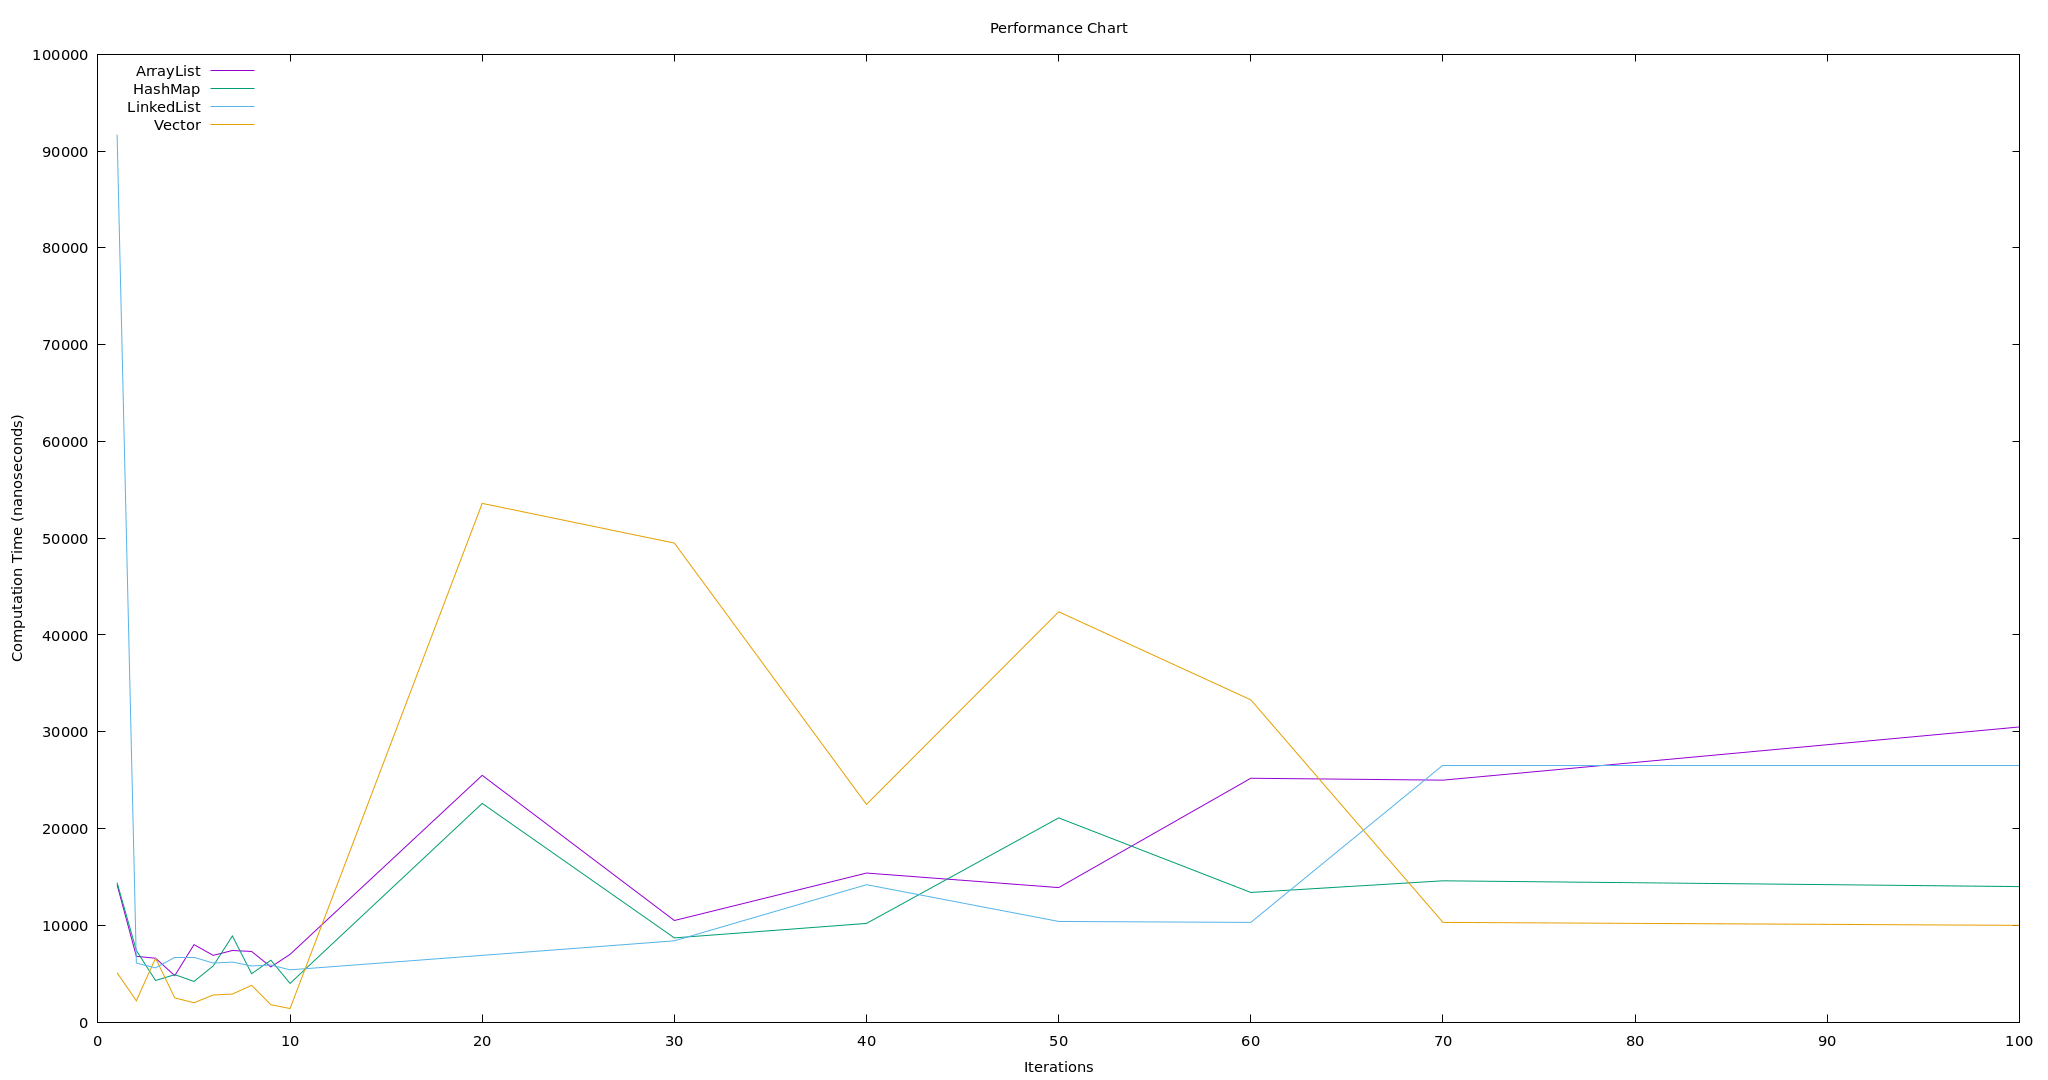 Performance Chart
100000
90000
80000
70000
60000
50000
40000
30000
20000
10000
0
ArrayList
HashMap
LinkedList
Vector
Computation Time (nanoseconds)
0 10 20 30 40 50 60 70 80 90 100
Iterations